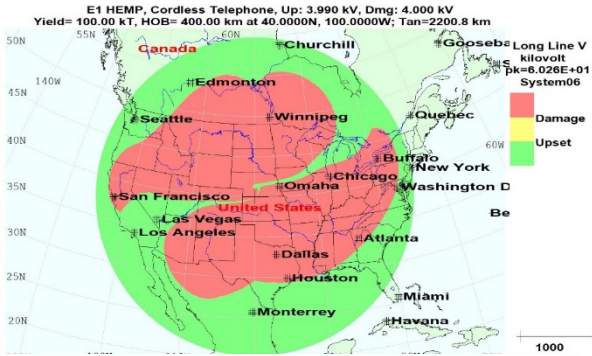 E1 HEMP, Cordless Telephone, Up: 3.990 kV, Dmg: 4.000 kV
Yield= 100.00 kT, HOB= 400.00 km at 40.0000N, 100.0000W; Tan=2200.8 km
50N
55N
Canada
Churchill
Gooseba
Long Line V
kilovolt
pk=6.026E+01
System06
140W
Edmonton
45N
Winnipeg
Quebec
Damage
Seattle
Upset
60W
40N
Buffalo
New York
Chicago
Omaha
Washington D
35N
San Francisco
United States
Be
Las Vegas
30N
Los Angeles
Atlanta
Dallas
25N
Houston
Miami
Monterrey
20N
Havana
1000